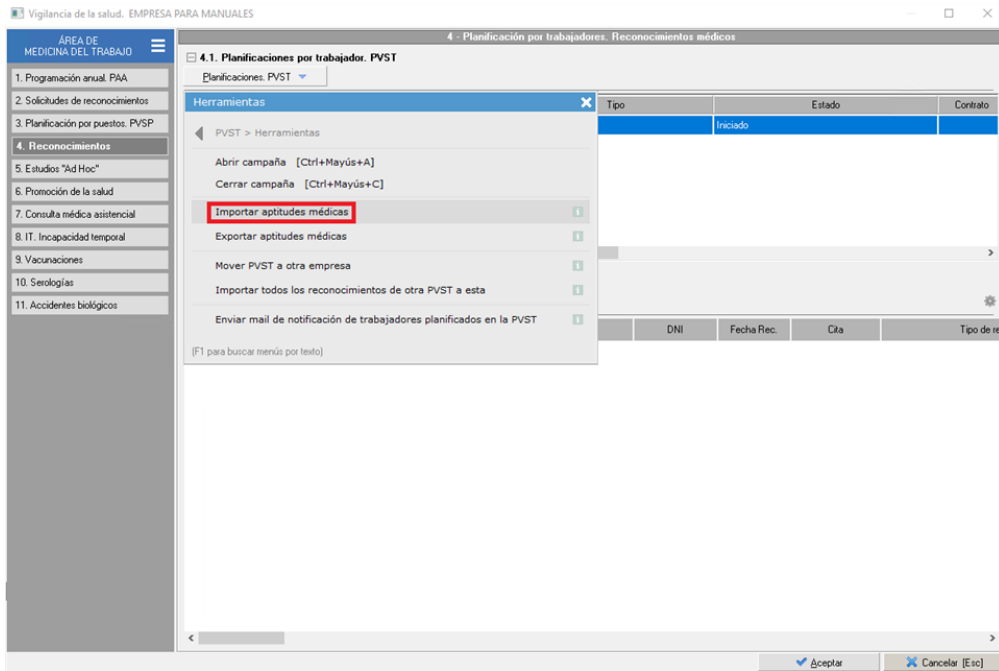 Vigilancia de la salud. EMPRESA PARA MANUALES
ÁREA DE
MEDICINA DEL TRABAJO
1. Programación anual. PAA
2. Solicitudes de reconocimientos
3. Planificación por puestos. PVSP
4. Reconocimientos
5. Estudios "Ad Hoc"
6. Promoción de la salud
7. Consulta médica asistencial
8. IT. Incapacidad temporal
9. Vacunaciones
10. Serologías
11. Accidentes biológicos
4 - Planificación por trabajadores. Reconocimientos médicos
4.1. Planificaciones por trabajador. PVST
Planificaciones. PVST
Herramientas
PVST > Herramientas
Abrir campaña [Ctrl+Mayús+A]
Cerrar campaña [Ctrl+Mayús+C]
Importar aptitudes médicas
Exportar aptitudes médicas
Mover PVST a otra empresa
Importar todos los reconocimientos de otra PVST a esta
Enviar mail de notificación de trabajadores planificados en la PVST
(F1 para buscar menús por texto)
Tipo Estado Contrato
Iniciado
DNI Fecha Rec. Cita Tipo de re
Aceptar Cancelar [Esc]